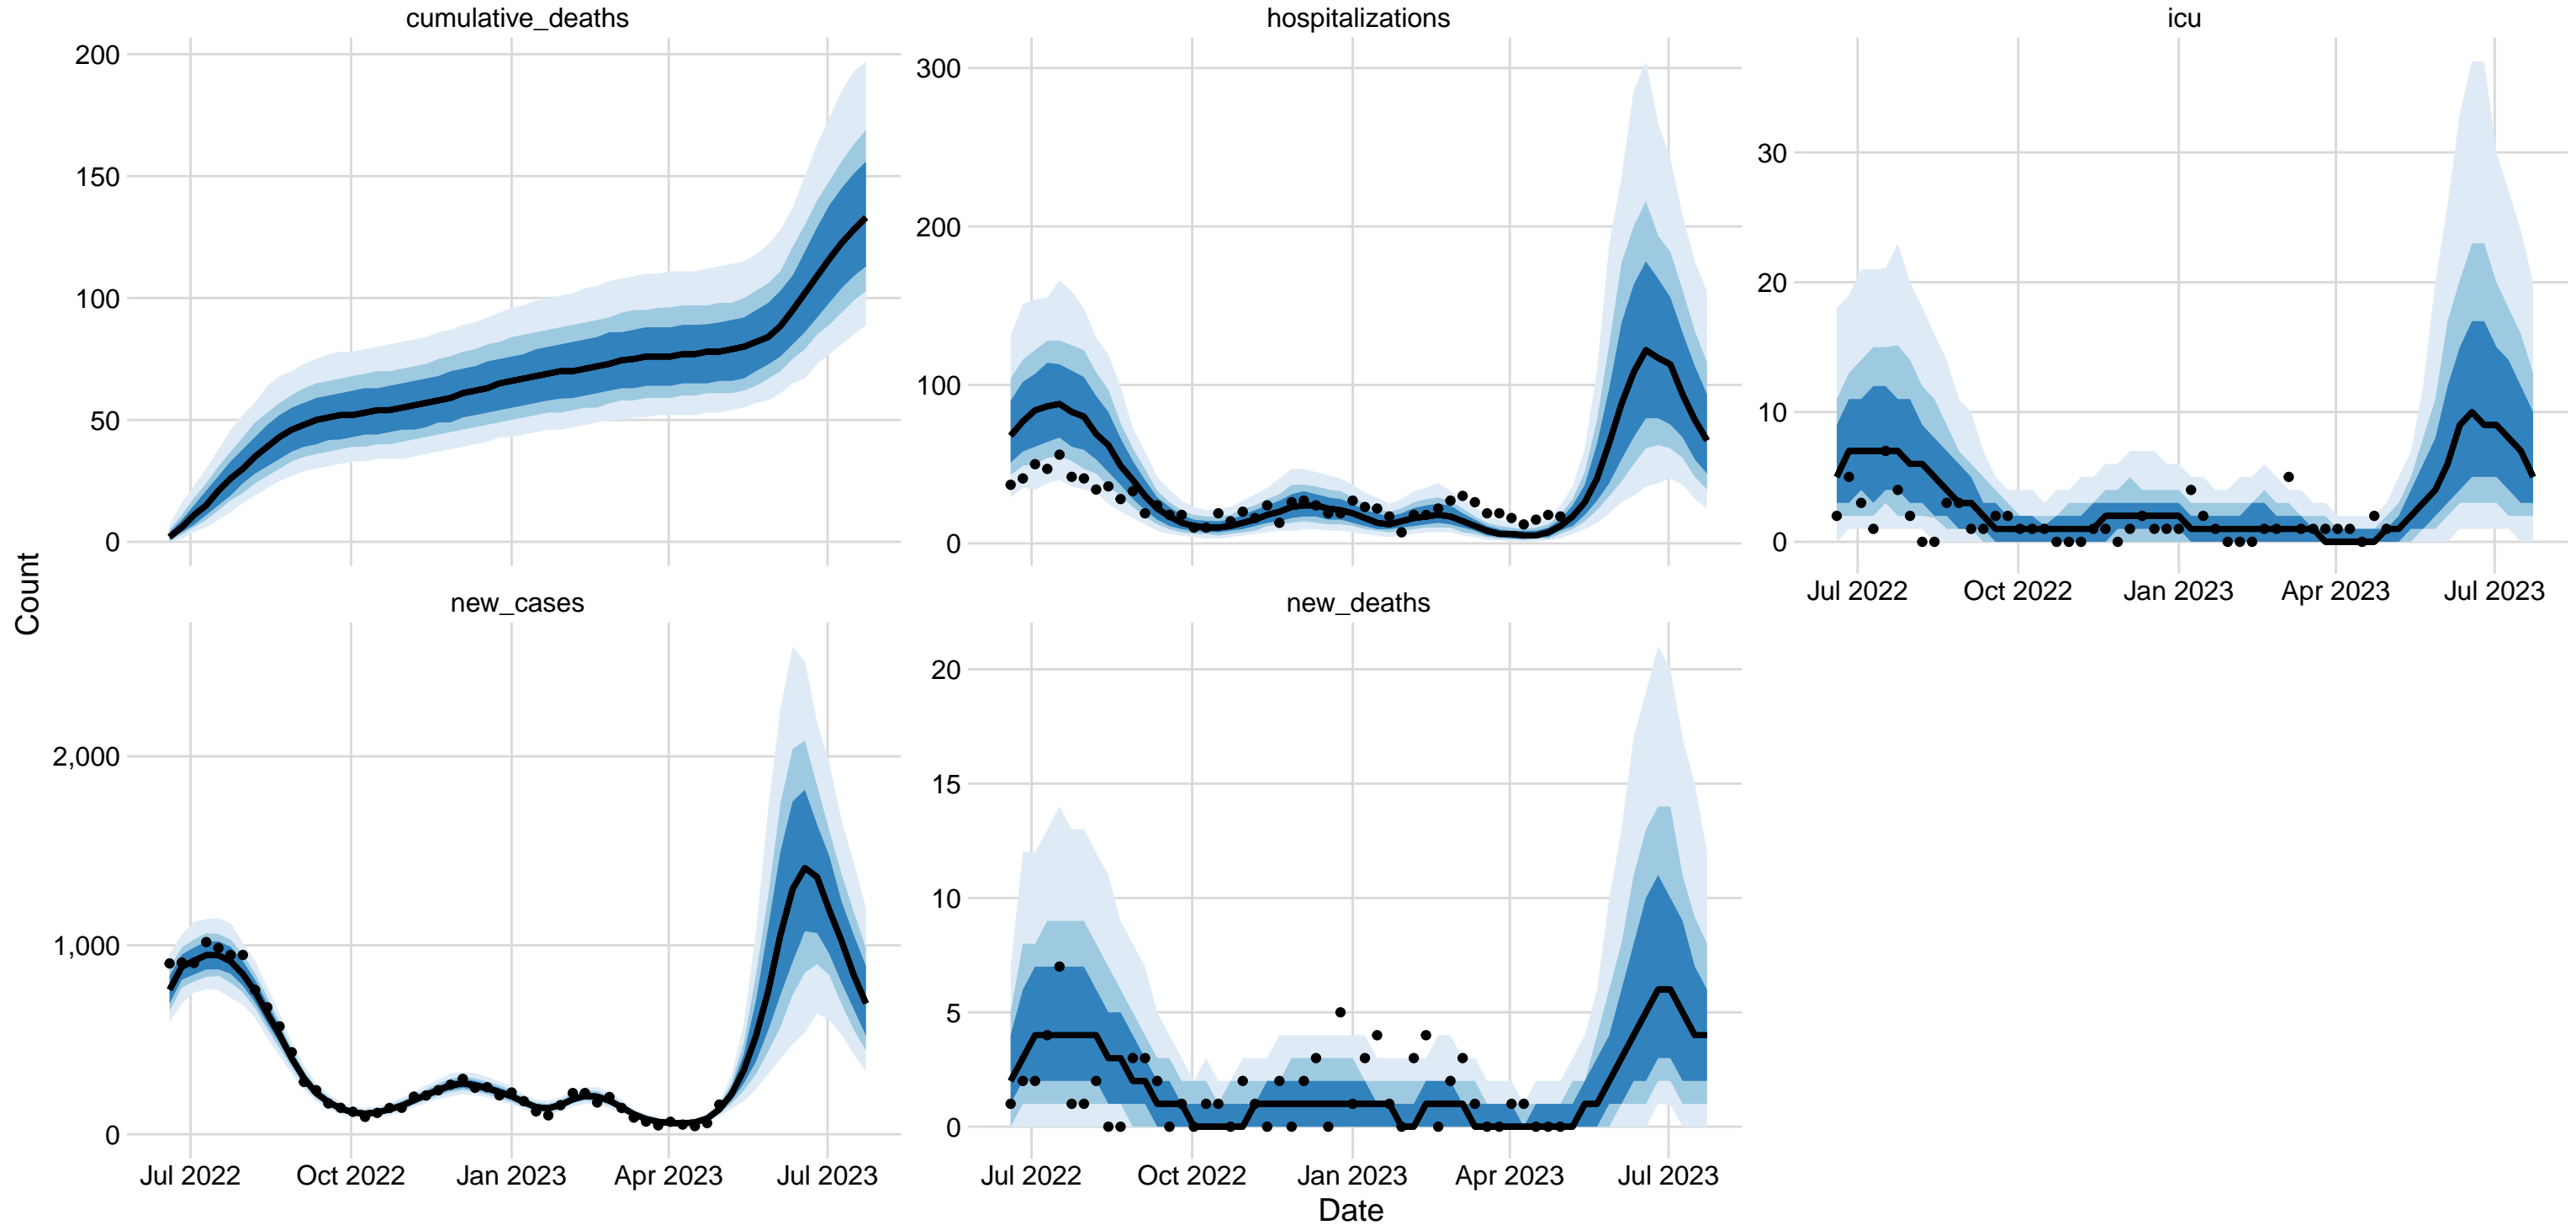 cumulative_deaths
hospitalizations
icu
200
150
100
50
0
300
200
100
0
30
20
10
0
Jul 2022 Oct 2022 Jan 2023 Apr 2023 Jul 2023
Count
new_cases
new_deaths
2,000
1,000
0
20
15
10
5
0
Jul 2022 Oct 2022 Jan 2023 Apr 2023 Jul 2023
Jul 2022 Oct 2022 Jan 2023 Apr 2023 Jul 2023
Date